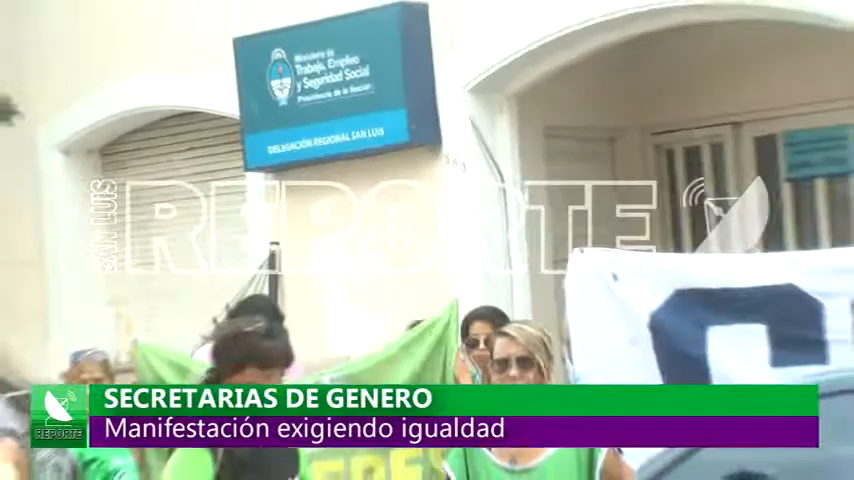 Ministerio de
Trabajo, Empleo
y Seguridad Social
Presidencia de la Nación
DELEGACIÓN REGIONAL SAN LUIS
SAN LUIS
REPORTE
SECRETARIAS DE GENERO
Manifestación exigiendo igualdad
REPORTE